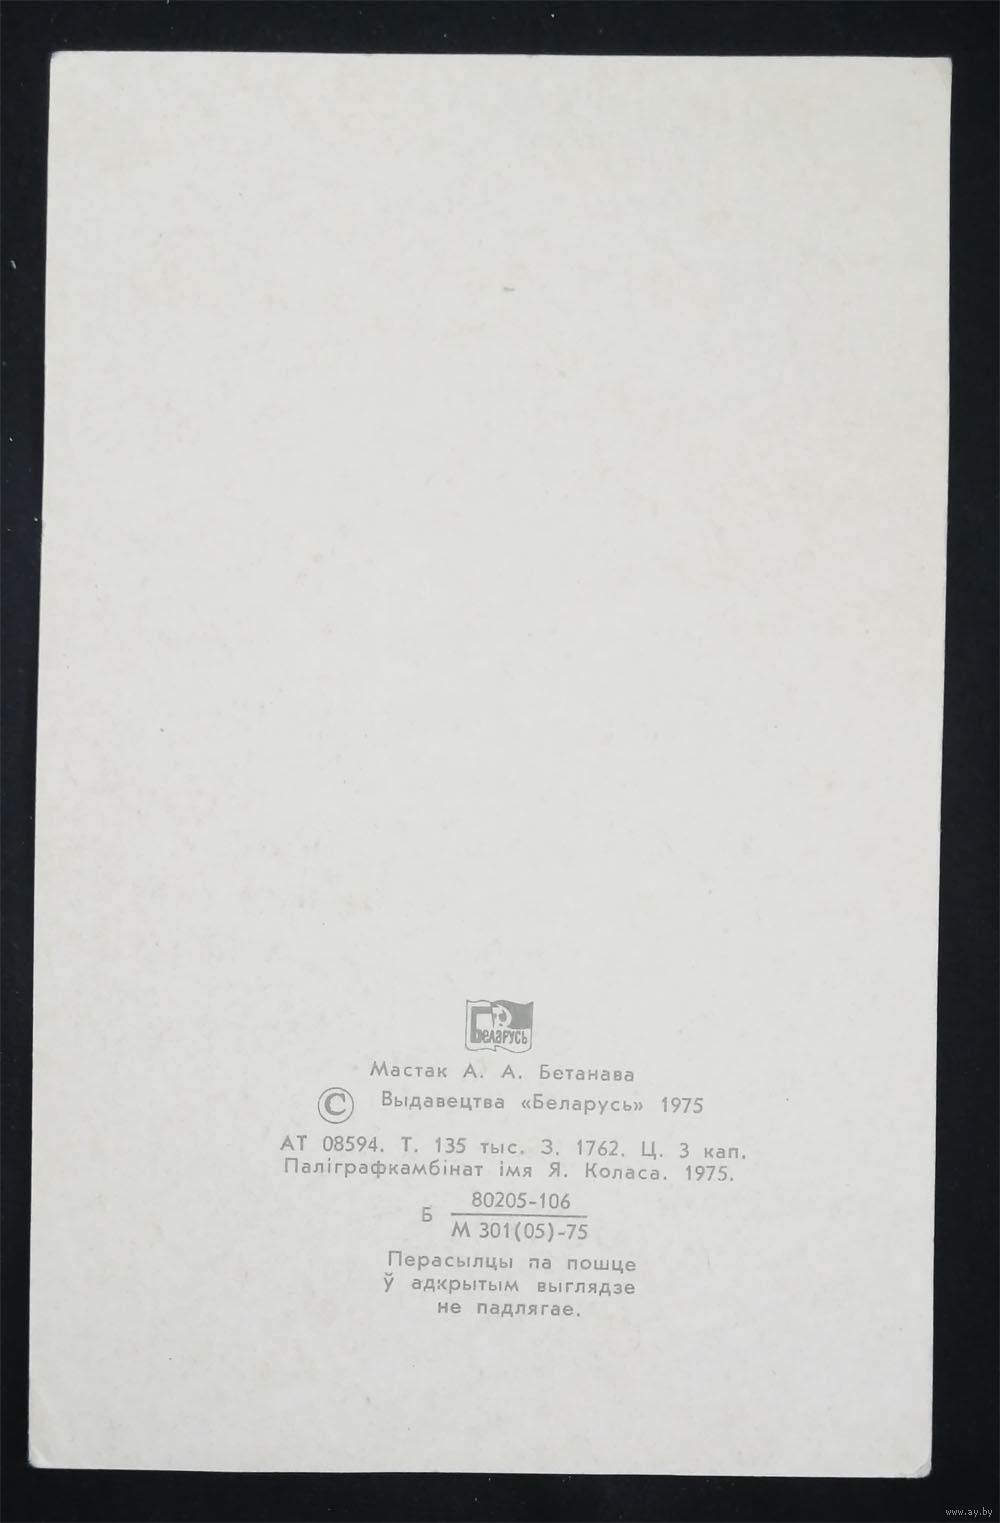 Беларусь
Мастак А. А. Бетанава
© Выдавецтва «Беларусь» 1975
АТ 08594. Т. 135 тыс. З. 1762. Ц. 3 кап.
Паліграфкамбінат імя Я. Коласа. 1975.
Б 80205-106
М 301(05)-75
Перасылцы па пошце
ў адкрытым выглядзе
не падлягае.
www.ay.by